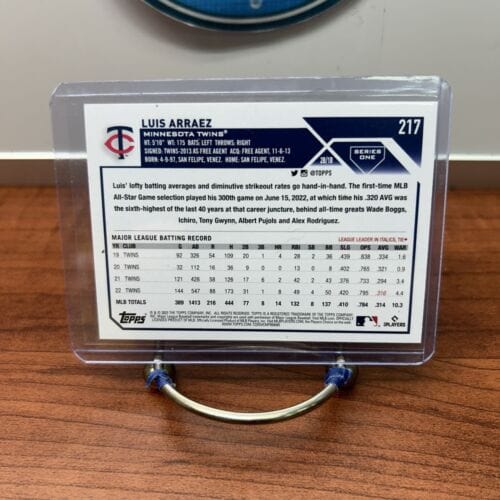 LUIS ARRAEZ
217
MINNESOTA TWINS®
HT: 5'10" WT: 175 BATS: LEFT THROWS: RIGHT
SIGNED: TWINS-2013 AS FREE AGENT ACQ: FREE AGENT, 11-6-13
BORN: 4-9-97, SAN FELIPE, VENEZ. HOME: SAN FELIPE, VENEZ.
2B/1B
SERIES
ONE
@TOPPS
Luis' lofty batting averages and diminutive strikeout rates go hand-in-hand. The first-time MLB
All-Star Game selection played his 300th game on June 15, 2022, at which time his .320 AVG was
the sixth-highest of the last 40 years at that career juncture, behind all-time greats Wade Boggs,
Ichiro, Tony Gwynn, Albert Pujols and Alex Rodriguez.
MAJOR LEAGUE BATTING RECORD
LEAGUE LEADER IN ITALICS, TIE
YR CLUB G AB R H 2B 3B HR RBI SB BB SLG OPS AVG WAR
19 TWINS 92 326 54 109 20 1 4 28 2 36 .439 .838 .334 1.6
20 TWINS 32 112 16 36 9 0 0 13 0 8 .402 .765 .321 0.9
21 TWINS 121 428 58 126 17 6 2 42 2 43 .376 .733 .294 3.4
22 TWINS 144 547 88 173 31 1 8 49 4 50 .420 .795 .316 4.4
MLB TOTALS 389 1413 216 444 77 8 14 132 8 137 .410 .784 .314 10.3
Topps
PLAYERS